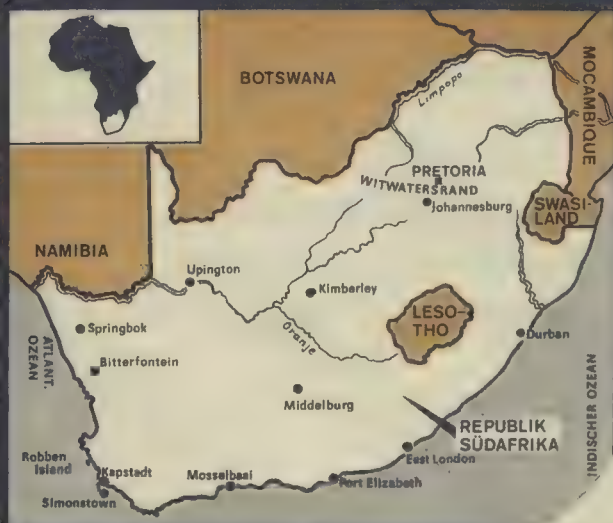 BOTSWANA
Limpopo
MOCAMBIQUE
PRETORIA
WITWATERSRAND
Johannesburg
SWASI-
LAND
NAMIBIA
Upington
Kimberley
LESO-
THO
Oranje
Springbok
Durban
ATLANT.
OZEAN
Bitterfontein
Middelburg
INDISCHER OZEAN
REPUBLIK
SÜDAFRIKA
East London
Robben
Island
Kapstadt
Mosselbaai
Port Elizabeth
Simonstown